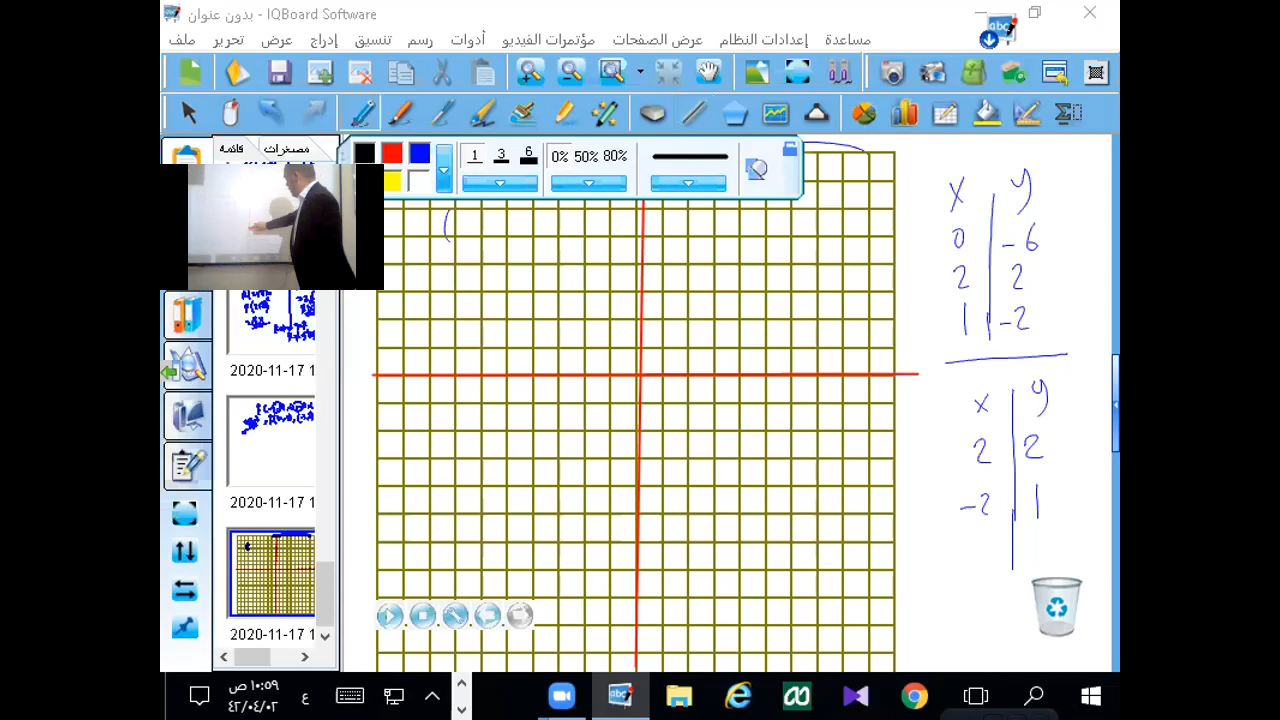 بدون عنوان - IQBoard Software
ملف تحرير عرض إدراج تنسيق رسم أدوات مؤتمرات الفيديو عرض الصفحات إعدادات النظام مساعدة
abc
قائمة مصغرات
1 3 6 0% 50% 80%
x y
0 -6
2 2
1 -2
x y
2 2
-2 1
2020-11-17 1
2020-11-17 1
2020-11-17 1
١٠:٥٩ ص
٤٢/٠٤/٠٢
ع
abc